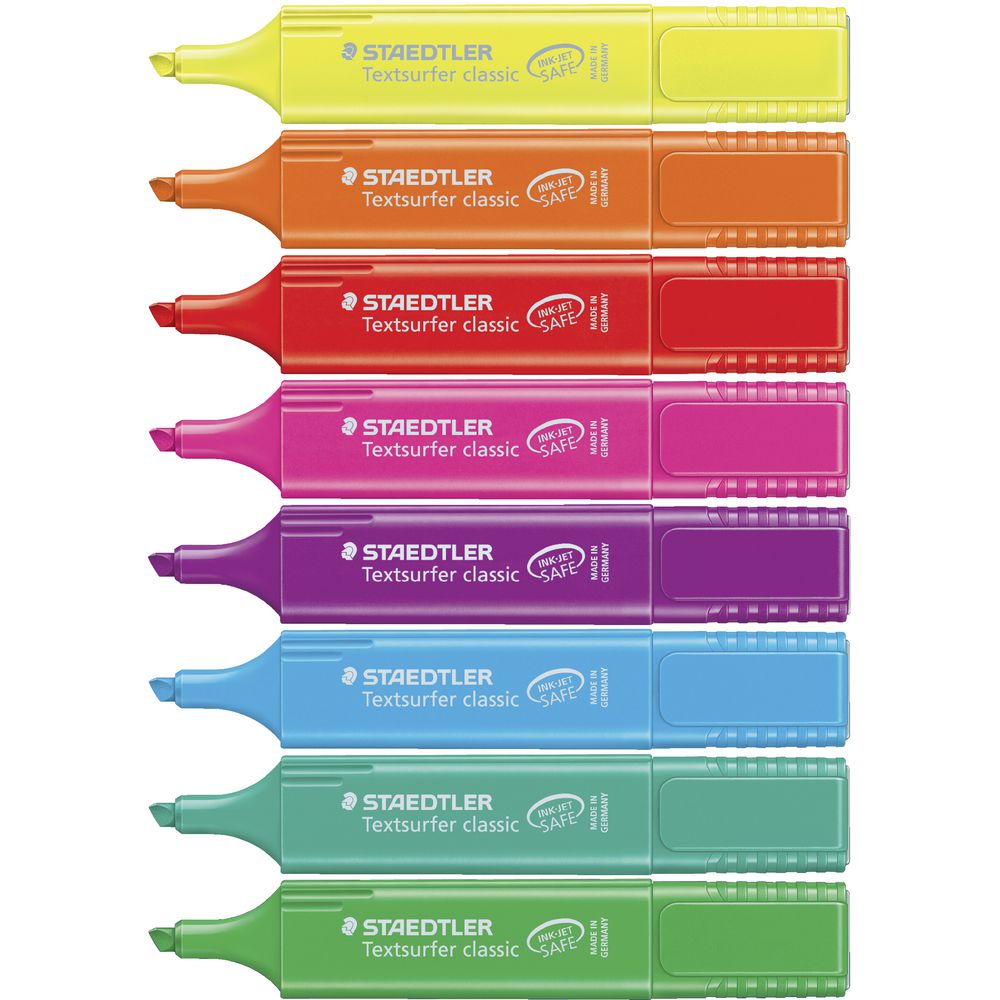 STAEDTLER
Textsurfer classic
INK-JET
SAFE
MADE IN
GERMANY
STAEDTLER
Textsurfer classic
INK-JET
SAFE
MADE IN
GERMANY
STAEDTLER
Textsurfer classic
INK-JET
SAFE
MADE IN
GERMANY
STAEDTLER
Textsurfer classic
INK-JET
SAFE
MADE IN
GERMANY
STAEDTLER
Textsurfer classic
INK-JET
SAFE
MADE IN
GERMANY
STAEDTLER
Textsurfer classic
INK-JET
SAFE
MADE IN
GERMANY
STAEDTLER
Textsurfer classic
INK-JET
SAFE
MADE IN
GERMANY
STAEDTLER
Textsurfer classic
INK-JET
SAFE
MADE IN
GERMANY